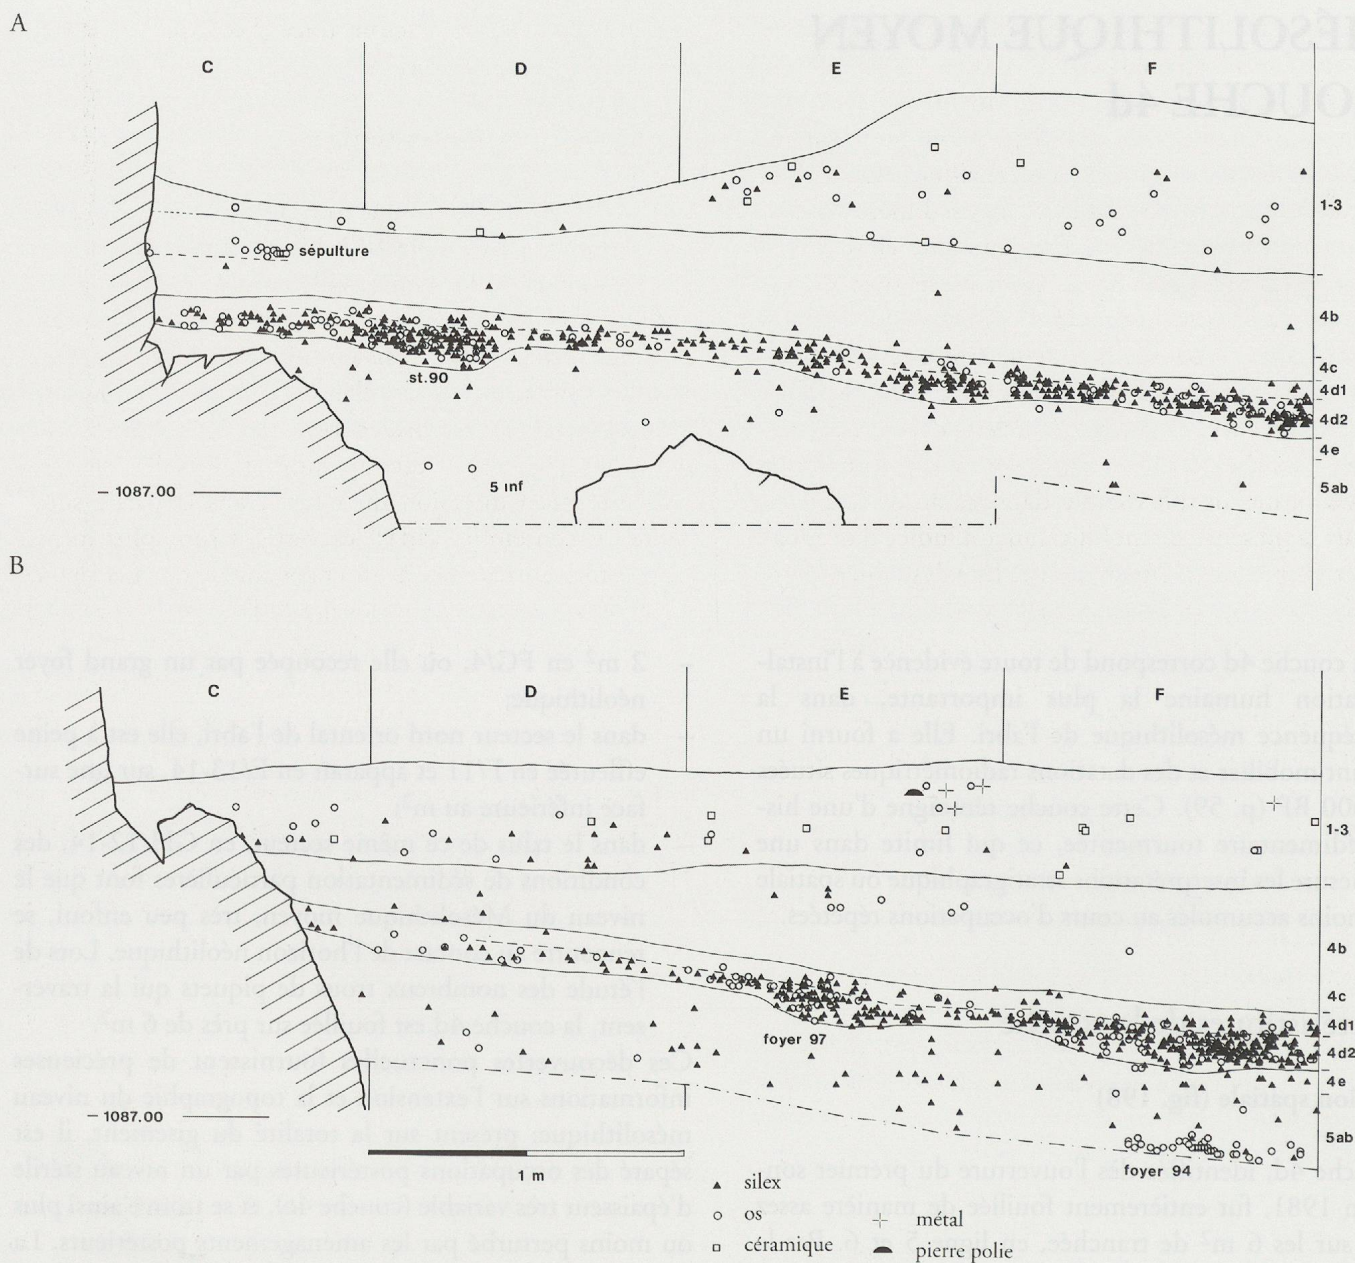 A
C D E F
1-3
sépulture
4b
4c
st.90
4d1
4d2
4e
5 inf
5ab
1087.00
B
C D E F
1-3
4b
4c
4d1
foyer 97
4d2
4e
1087.00
5ab
foyer 94
1 m
silex
os
métal
céramique
pierre polie